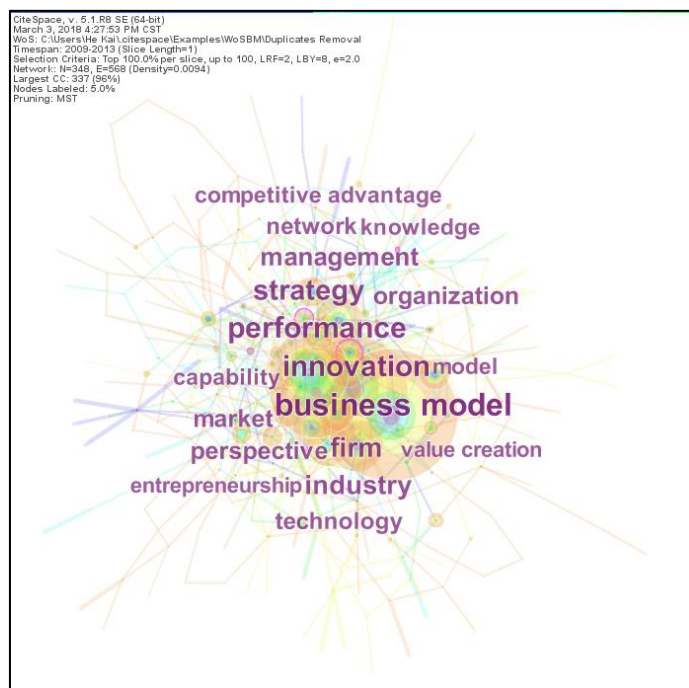 CiteSpace, v. 5.1.R8 SE (64-bit)
March 3, 2018 4:27:53 PM CST
WoS: C:\Users\He Kai\.citespace\Examples\WoSBM\Duplicates Removal
Timespan: 2009-2013 (Slice Length=1)
Selection Criteria: Top 100.0% per slice, up to 100, LRF=2, LBY=8, e=2.0
Network: N=348, E=568 (Density=0.0094)
Largest CC: 337 (96%)
Nodes Labeled: 5.0%
Pruning: MST
competitive advantage
network knowledge
management
strategy organization
performance
innovation model
capability
business model
market
perspective firm value creation
entrepreneurship industry
technology